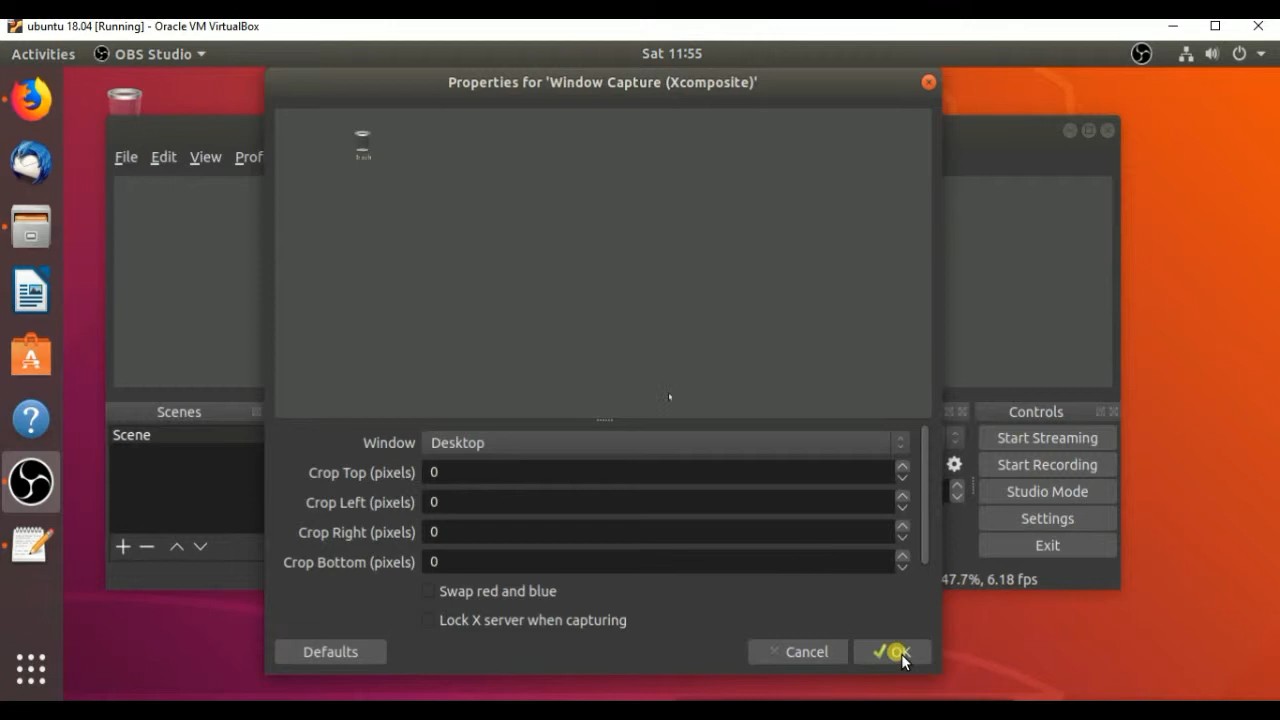 ubuntu 18.04 [Running] - Oracle VM VirtualBox
Activities OBS Studio Sat 11:55
Properties for 'Window Capture (Xcomposite)'
File Edit View Prof
Window Desktop
Crop Top (pixels) 0
Crop Left (pixels) 0
Crop Right (pixels) 0
Crop Bottom (pixels) 0
Swap red and blue
Lock X server when capturing
Defaults Cancel OK
Scenes
Scene
Controls
Start Streaming
Start Recording
Studio Mode
Settings
Exit
47.7%, 6.18 fps